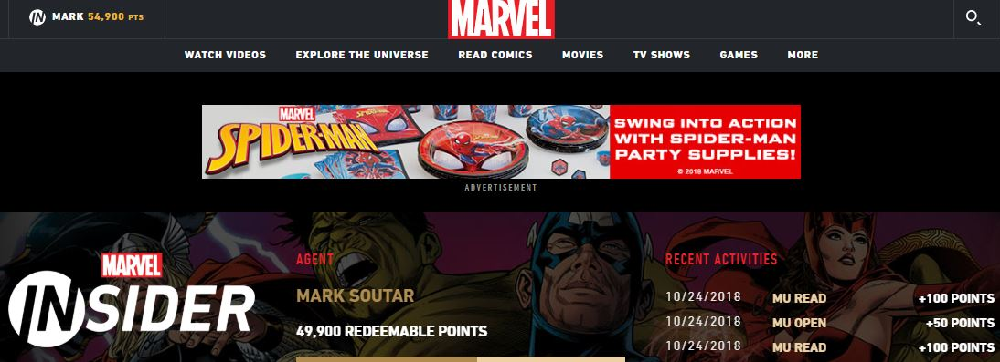 IN MARK 54,900 PTS
MARVEL
WATCH VIDEOS EXPLORE THE UNIVERSE READ COMICS MOVIES TV SHOWS GAMES MORE
MARVEL
SPIDER-MAN
SWING INTO ACTION
WITH SPIDER-MAN
PARTY SUPPLIES!
© 2018 MARVEL
ADVERTISEMENT
MARVEL
INSIDER
AGENT
MARK SOUTAR
49,900 REDEEMABLE POINTS
RECENT ACTIVITIES
10/24/2018 MU READ +100 POINTS
10/24/2018 MU OPEN +50 POINTS
10/24/2018 MU READ +100 POINTS